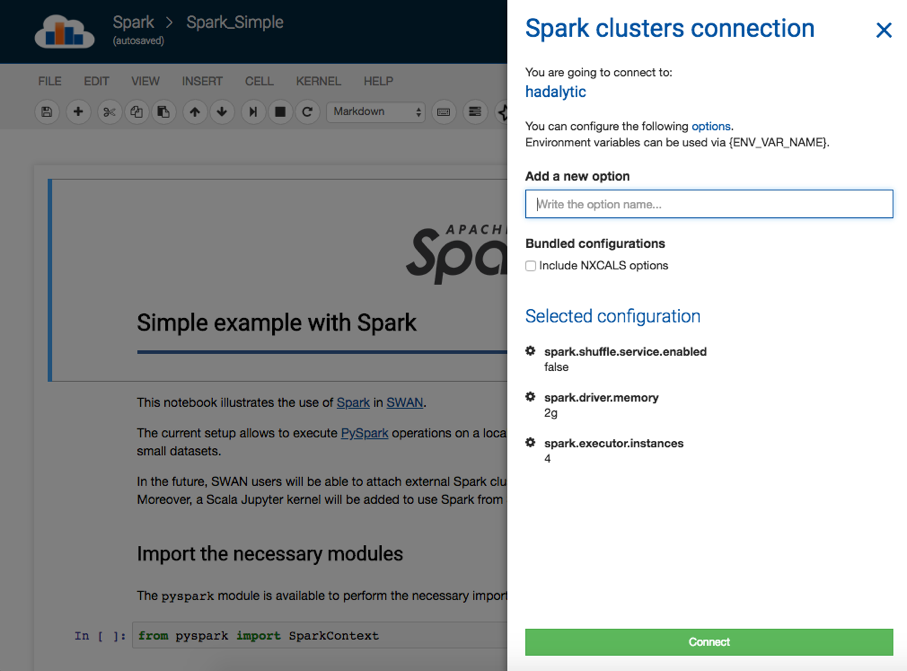 Spark > Spark_Simple
(autosaved)
FILE EDIT VIEW INSERT CELL KERNEL HELP
Markdown
APACHE
Spa
Simple example with Spark
This notebook illustrates the use of Spark in SWAN.
The current setup allows to execute PySpark operations on a loca
small datasets.
In the future, SWAN users will be able to attach external Spark clu
Moreover, a Scala Jupyter kernel will be added to use Spark from
Import the necessary modules
The pyspark module is available to perform the necessary impor
In [ ]: from pyspark import SparkContext
Spark clusters connection
You are going to connect to:
hadalytic
You can configure the following options.
Environment variables can be used via {ENV_VAR_NAME}.
Add a new option
Write the option name...
Bundled configurations
Include NXCALS options
Selected configuration
spark.shuffle.service.enabled
false
spark.driver.memory
2g
spark.executor.instances
4
Connect